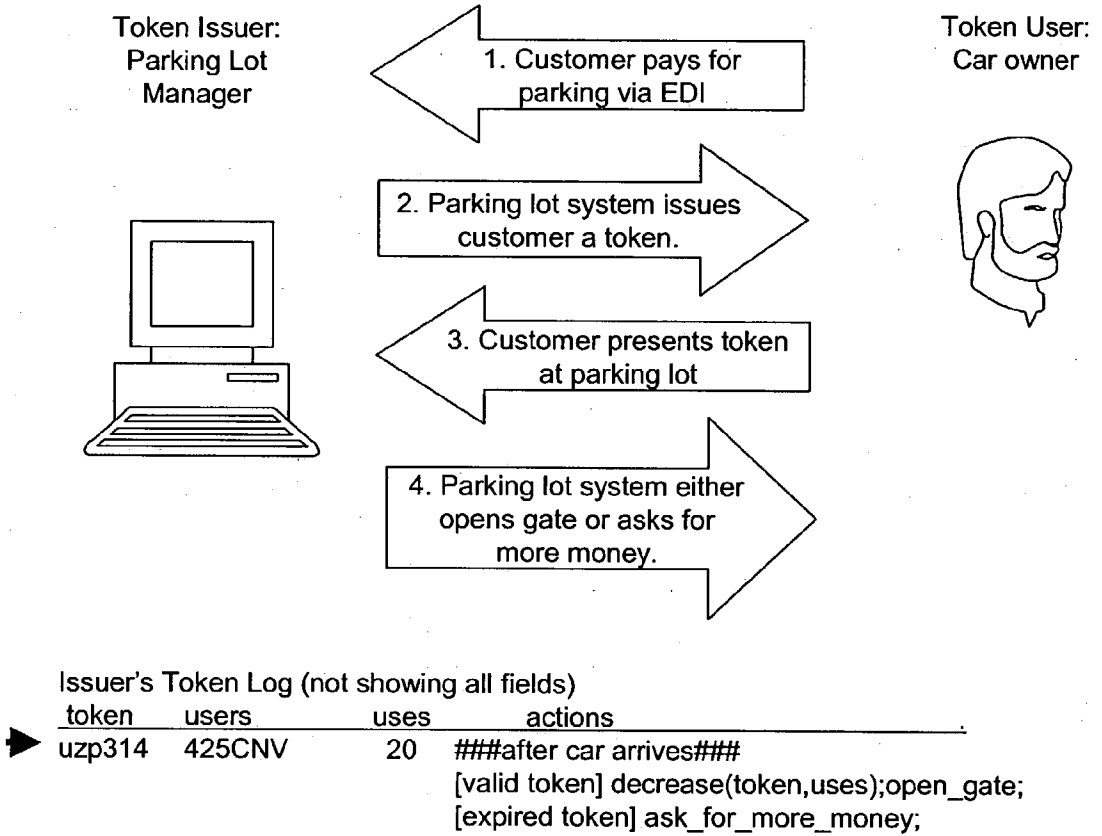 Token Issuer:
Parking Lot
Manager
1. Customer pays for
parking via EDI
Token User:
Car owner
2. Parking lot system issues
customer a token.
3. Customer presents token
at parking lot
4. Parking lot system either
opens gate or asks for
more money.
Issuer's Token Log (not showing all fields)
token users uses actions
uzp314 425CNV 20 ###after car arrives###
[valid token] decrease(token,uses);open_gate;
[expired token] ask_for_more_money;